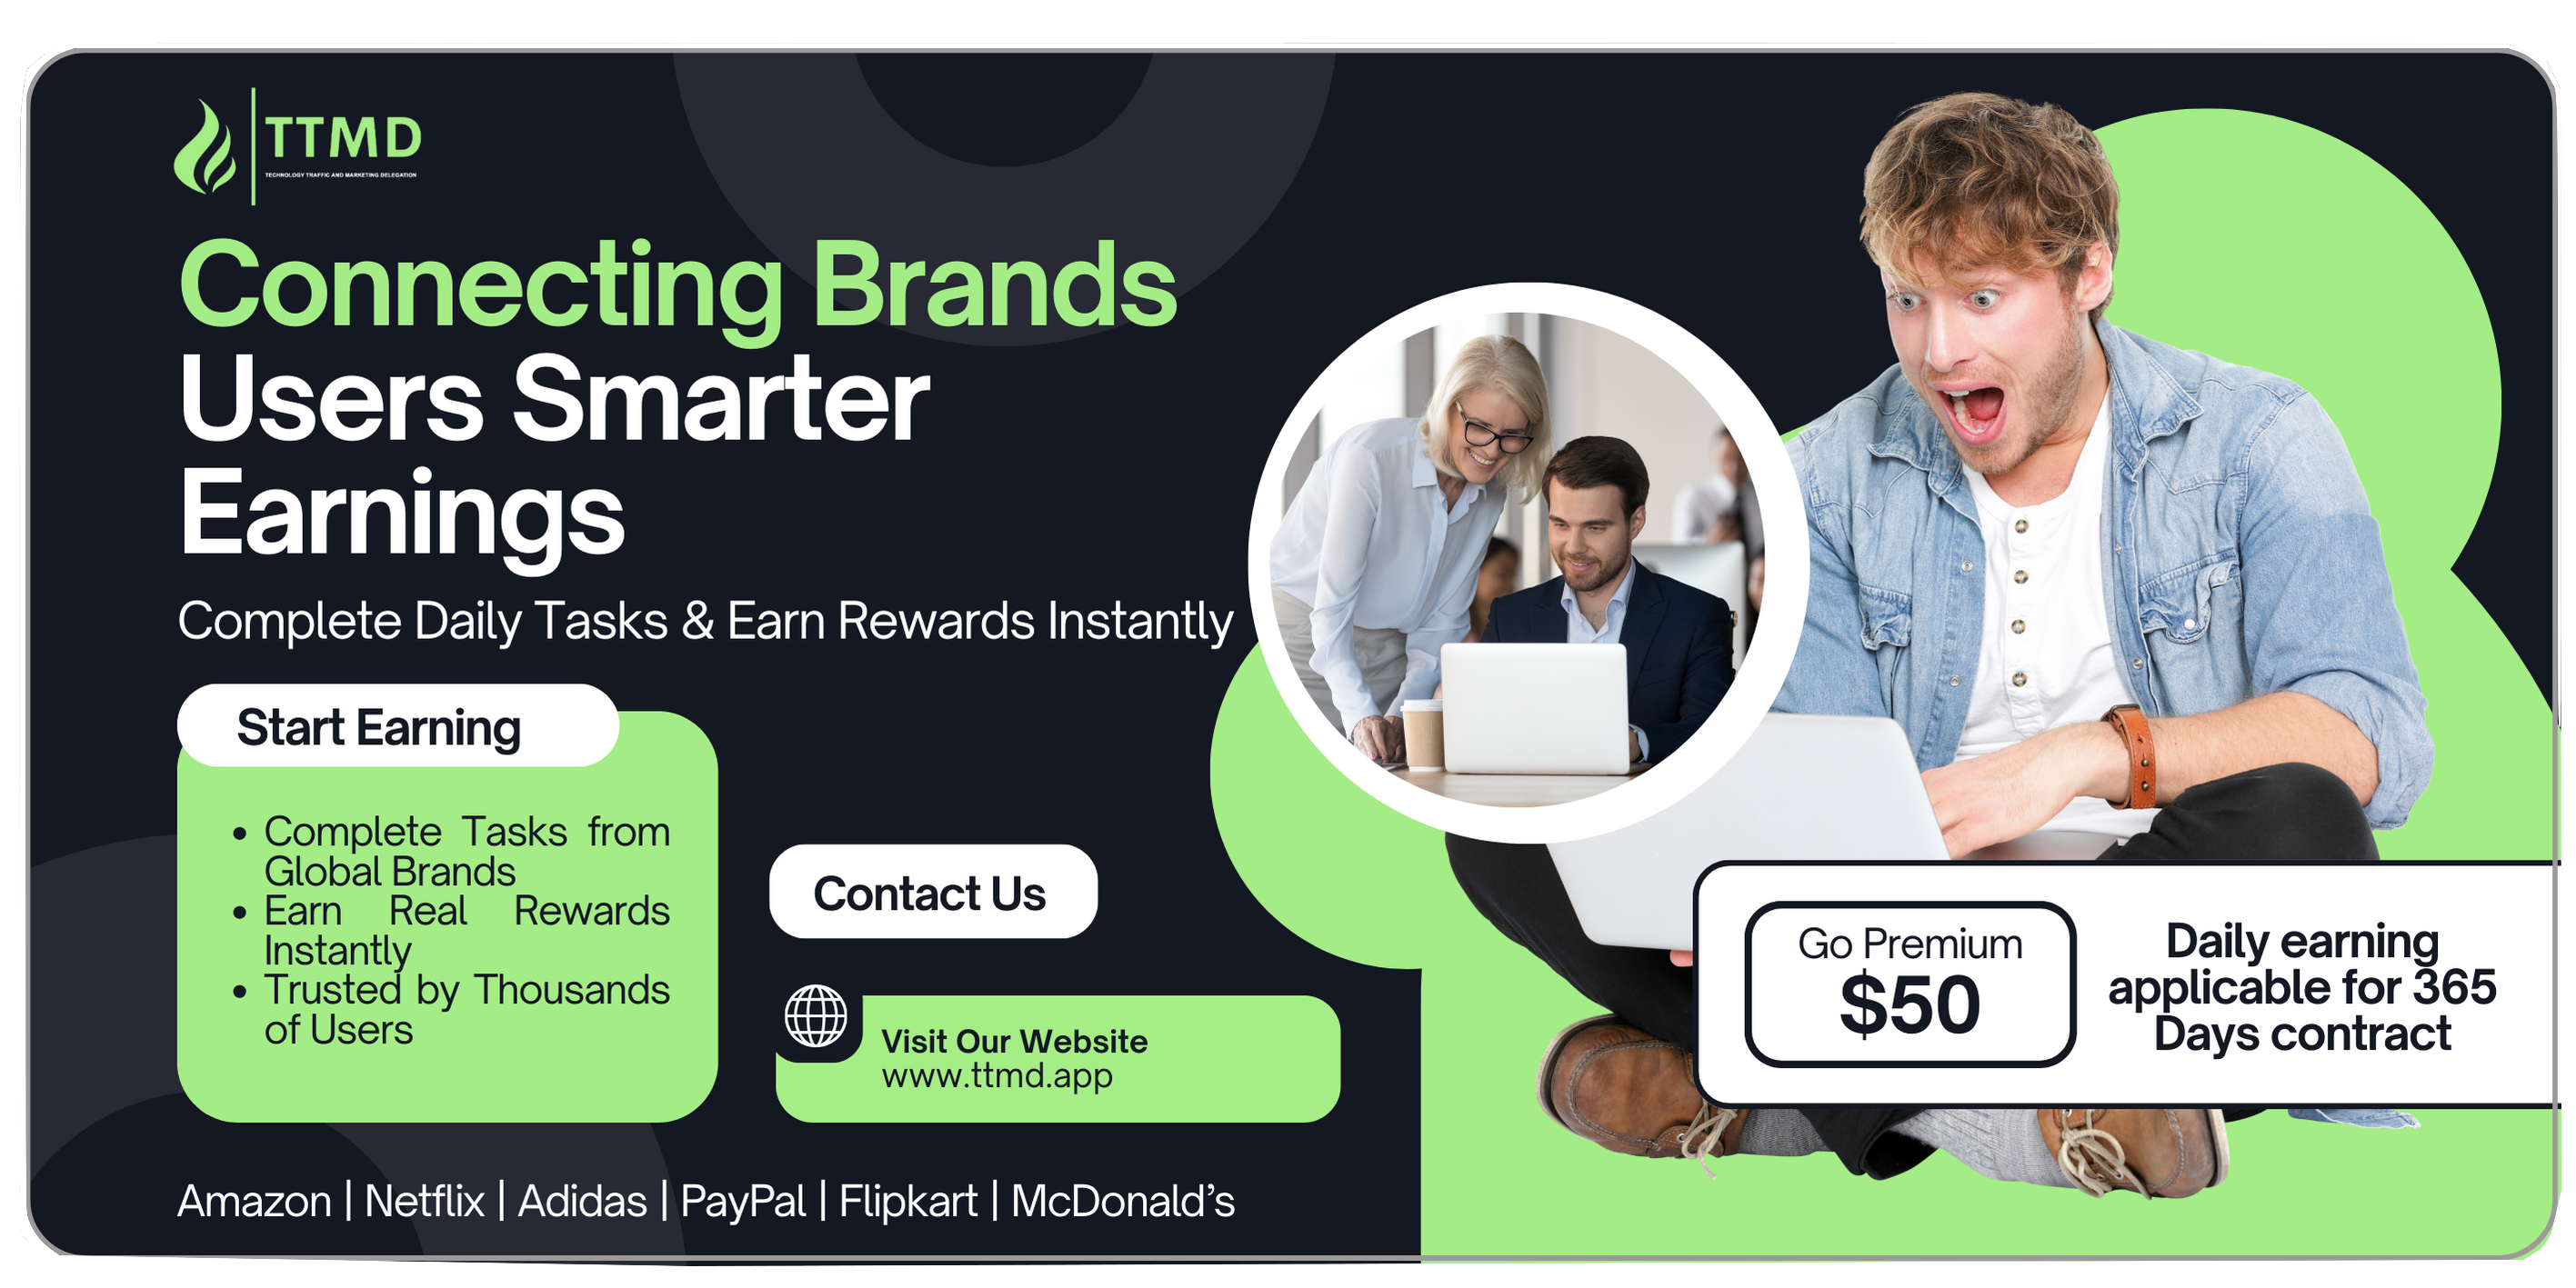 TTMD
TECHNOLOGY TRAFFIC AND MARKETING DELEGATION
Connecting Brands
Users Smarter
Earnings
Complete Daily Tasks & Earn Rewards Instantly
Start Earning
• Complete Tasks from
Global Brands
• Earn Real Rewards
Instantly
• Trusted by Thousands
of Users
Contact Us
Visit Our Website
www.ttmd.app
Go Premium
$50
Daily earning
applicable for 365
Days contract
Amazon | Netflix | Adidas | PayPal | Flipkart | McDonald’s